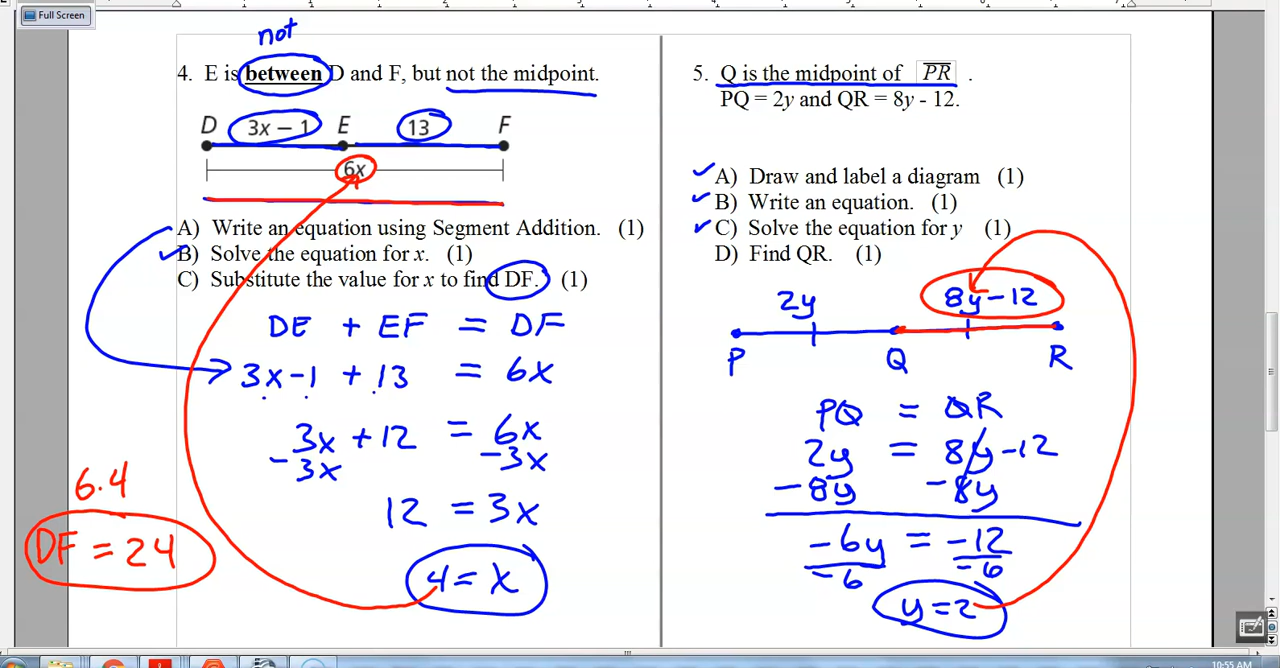 Full Screen
not
4. E is between D and F, but not the midpoint.
D 3x – 1 E 13 F
6x
A) Write an equation using Segment Addition. (1)
B) Solve the equation for x. (1)
C) Substitute the value for x to find DF. (1)
DE + EF = DF
3x - 1 + 13 = 6x
3x + 12 = 6x
-3x -3x
12 = 3x
4 = x
6·4
DF = 24
5. Q is the midpoint of PR .
PQ = 2y and QR = 8y - 12.
A) Draw and label a diagram (1)
B) Write an equation. (1)
C) Solve the equation for y (1)
D) Find QR. (1)
2y 8y - 12
P Q R
PQ = QR
2y = 8y - 12
- 8y - 8y
-6y = -12
-6 -6
y = 2
10:55 AM